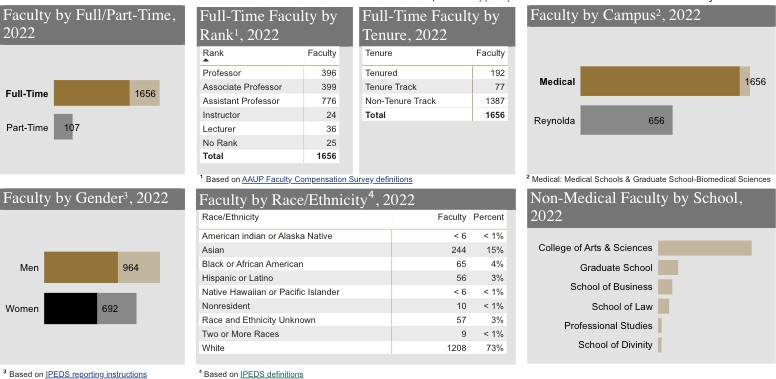 Faculty by Full/Part-Time,
2022
Full-Time 1656
Part-Time 107
Full-Time Faculty by
Rank¹, 2022
Rank Faculty
Professor 396
Associate Professor 399
Assistant Professor 776
Instructor 24
Lecturer 36
No Rank 25
Total 1656
¹ Based on AAUP Faculty Compensation Survey definitions
Full-Time Faculty by
Tenure, 2022
Tenure Faculty
Tenured 192
Tenure Track 77
Non-Tenure Track 1387
Total 1656
Faculty by Campus², 2022
Medical 1656
Reynolda 656
² Medical: Medical Schools & Graduate School-Biomedical Sciences
Faculty by Gender³, 2022
Men 964
Women 692
³ Based on IPEDS reporting instructions
Faculty by Race/Ethnicity⁴, 2022
Race/Ethnicity Faculty Percent
American indian or Alaska Native < 6 < 1%
Asian 244 15%
Black or African American 65 4%
Hispanic or Latino 56 3%
Native Hawaiian or Pacific Islander < 6 < 1%
Nonresident 10 < 1%
Race and Ethnicity Unknown 57 3%
Two or More Races 9 < 1%
White 1208 73%
⁴ Based on IPEDS definitions
Non-Medical Faculty by School,
2022
College of Arts & Sciences
Graduate School
School of Business
School of Law
Professional Studies
School of Divinity